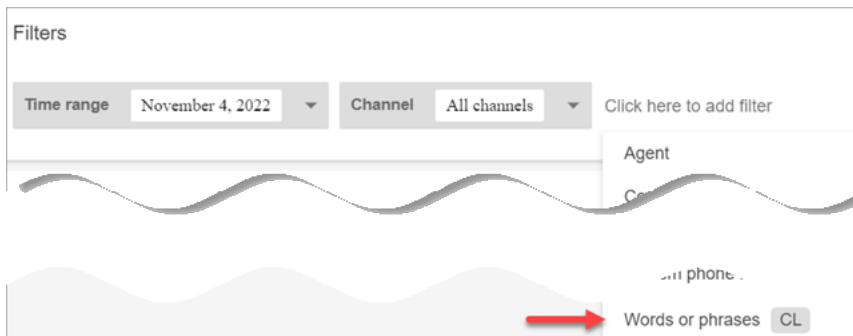 Filters
Time range November 4, 2022 Channel All channels Click here to add filter
Agent
phone
Words or phrases CL